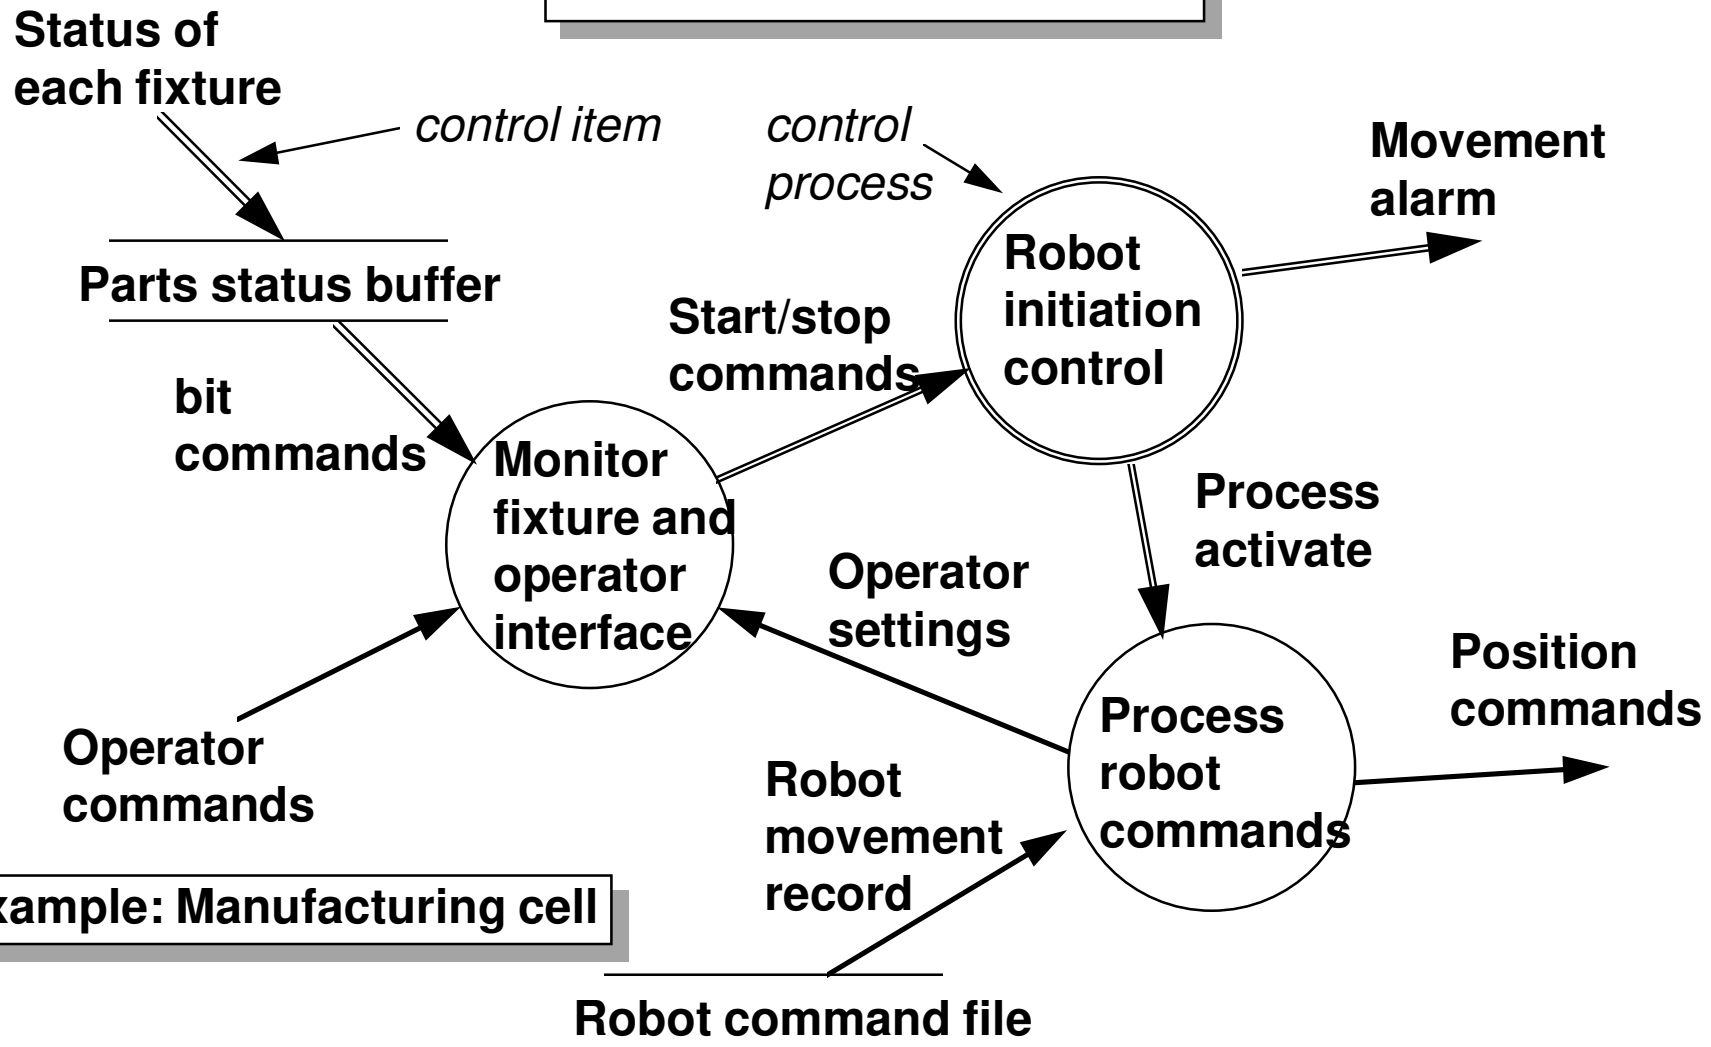 Status of
each fixture
control item
control
process
Movement
alarm
Parts status buffer
Robot
initiation
control
Start/stop
commands
bit
commands
Monitor
fixture and
operator
interface
Process
activate
Operator
settings
Position
commands
Process
robot
commands
Operator
commands
Robot
movement
record
xample: Manufacturing cell
Robot command file